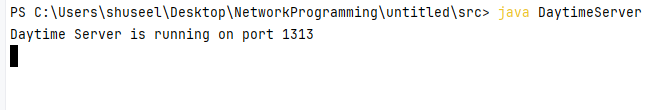 PS C:\Users\shuseel\Desktop\NetworkProgramming\untitled\src> java DaytimeServer
Daytime Server is running on port 1313